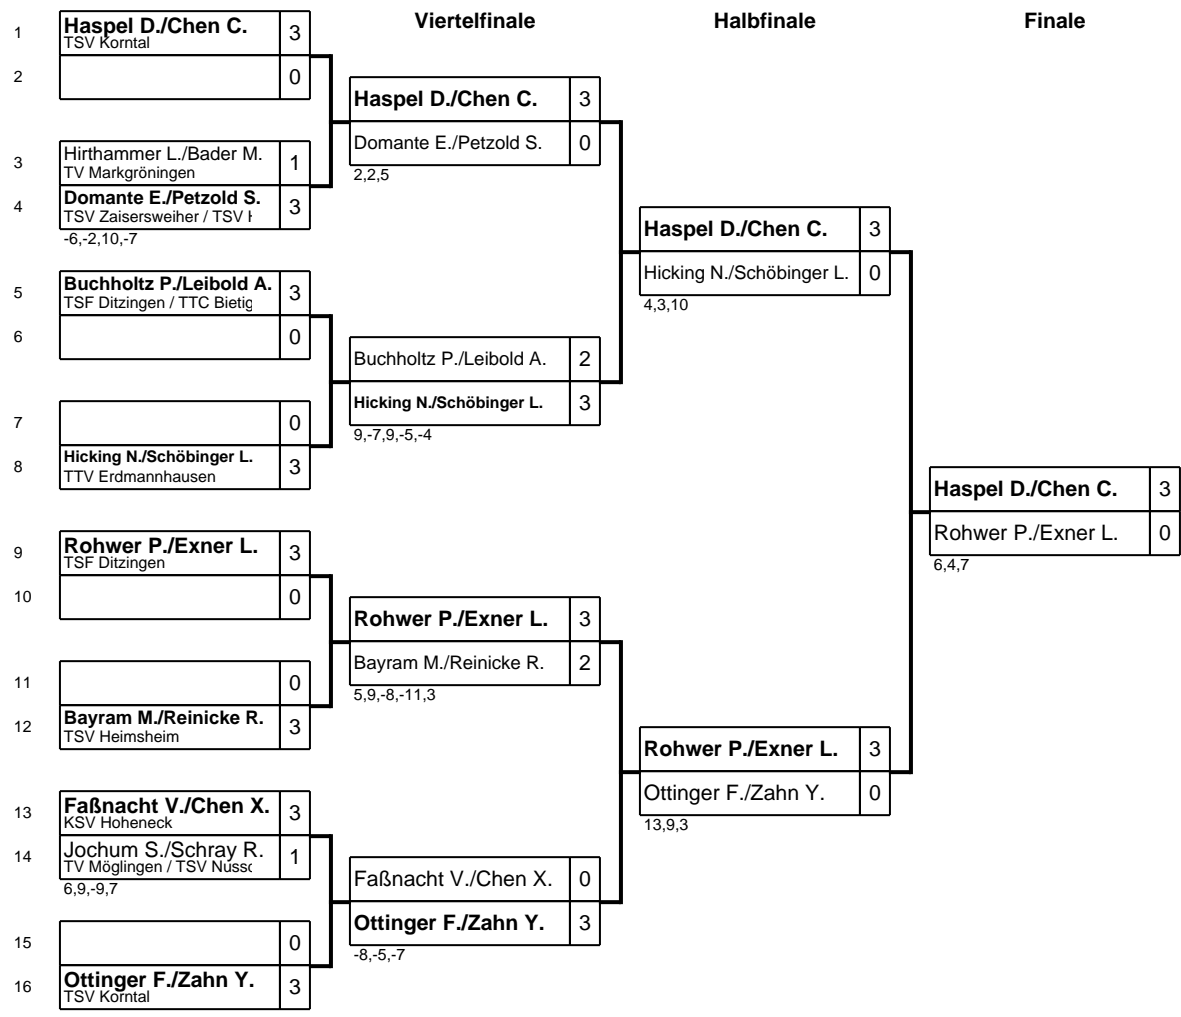 Viertelfinale
Halbfinale
Finale
1
Haspel D./Chen C. 3
TSV Korntal
2
0
Haspel D./Chen C. 3
Domante E./Petzold S. 0
2,2,5
3
Hirthammer L./Bader M. 1
TV Markgröningen
4
Domante E./Petzold S. 3
TSV Zaisersweiher / TSV
-6,-2,10,-7
Haspel D./Chen C. 3
Hicking N./Schöbinger L. 0
4,3,10
5
Buchholtz P./Leibold A. 3
TSF Ditzingen / TTC Bietig
6
0
Buchholtz P./Leibold A. 2
Hicking N./Schöbinger L. 3
9,-7,9,-5,-4
7
0
8
Hicking N./Schöbinger L. 3
TTV Erdmannhausen
Haspel D./Chen C. 3
Rohwer P./Exner L. 0
6,4,7
9
Rohwer P./Exner L. 3
TSF Ditzingen
10
0
Rohwer P./Exner L. 3
Bayram M./Reinicke R. 2
5,9,-8,-11,3
11
0
12
Bayram M./Reinicke R. 3
TSV Heimsheim
Rohwer P./Exner L. 3
Ottinger F./Zahn Y. 0
13,9,3
13
Faßnacht V./Chen X. 3
KSV Hoheneck
14
Jochum S./Schray R. 1
TV Möglingen / TSV Nussd
6,9,-9,7
Faßnacht V./Chen X. 0
Ottinger F./Zahn Y. 3
-8,-5,-7
15
0
16
Ottinger F./Zahn Y. 3
TSV Korntal